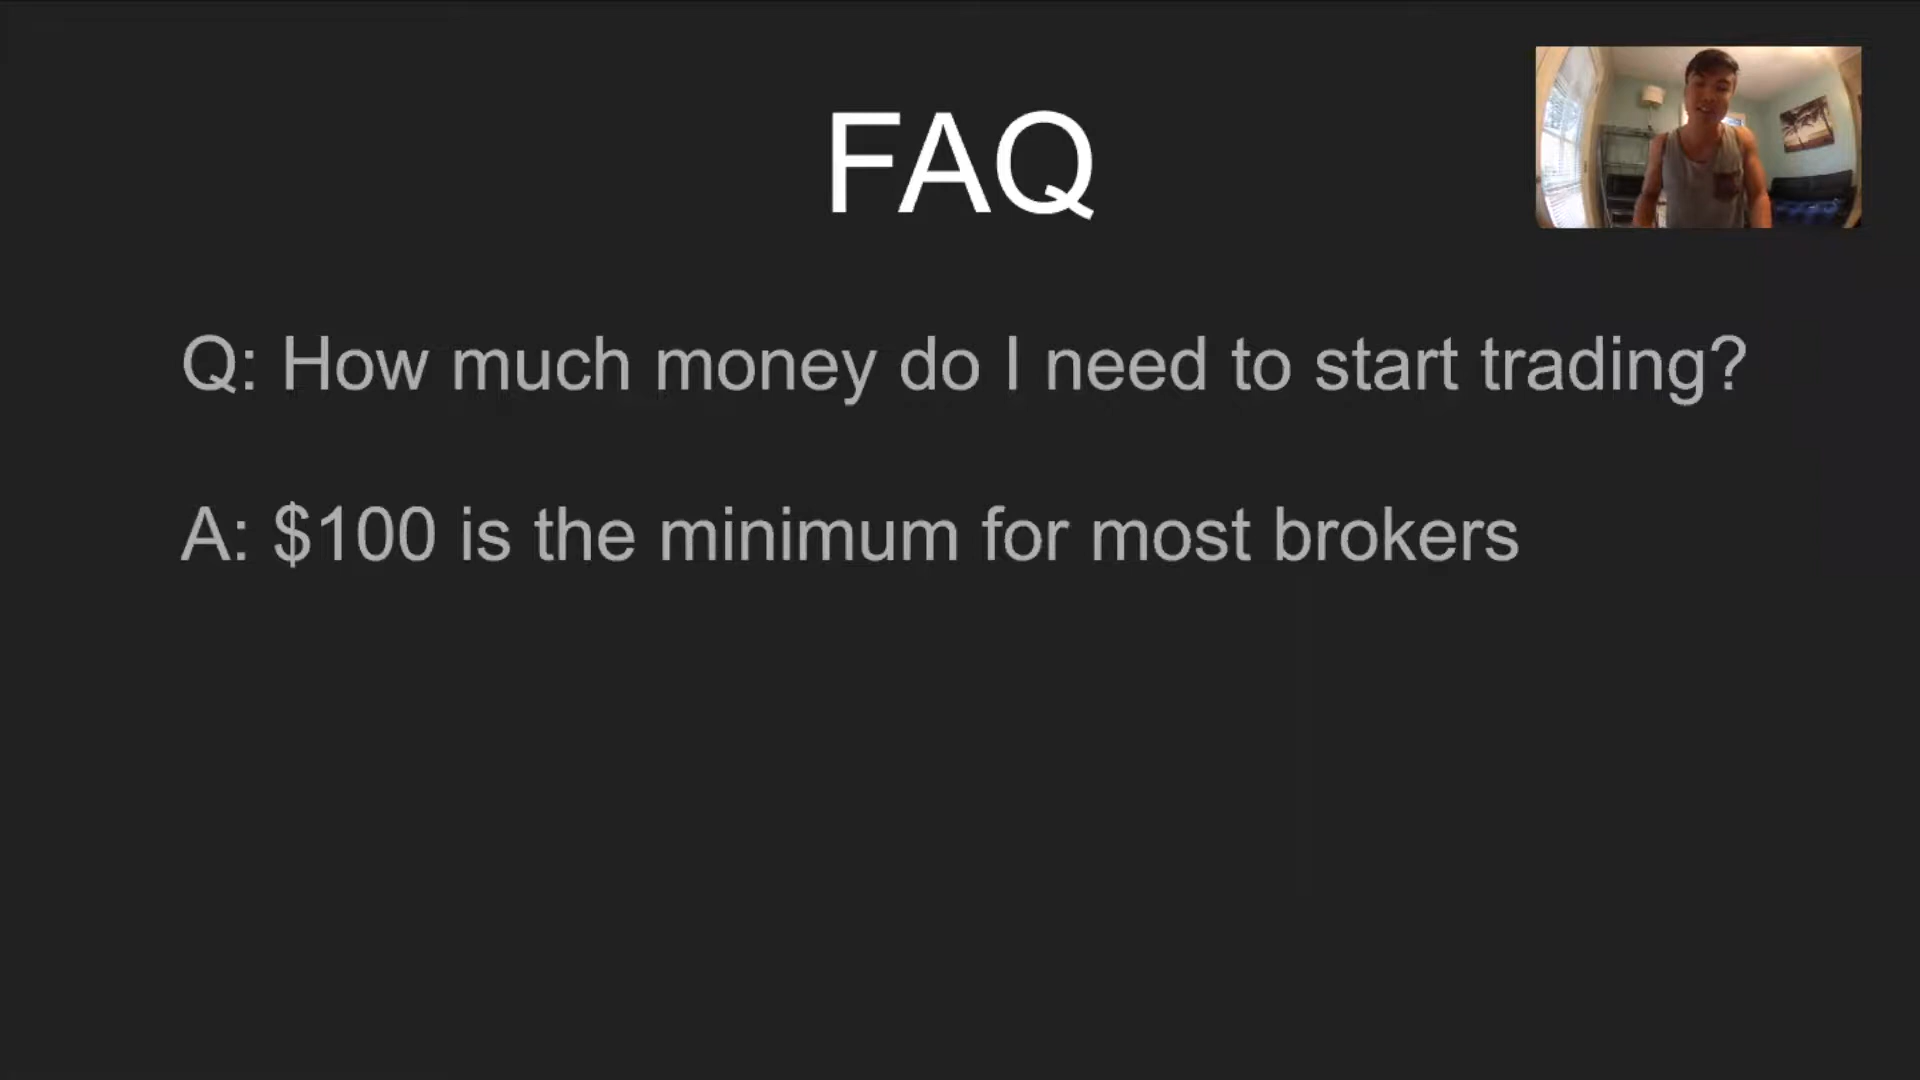 FAQ
Q: How much money do I need to start trading?
A: $100 is the minimum for most brokers